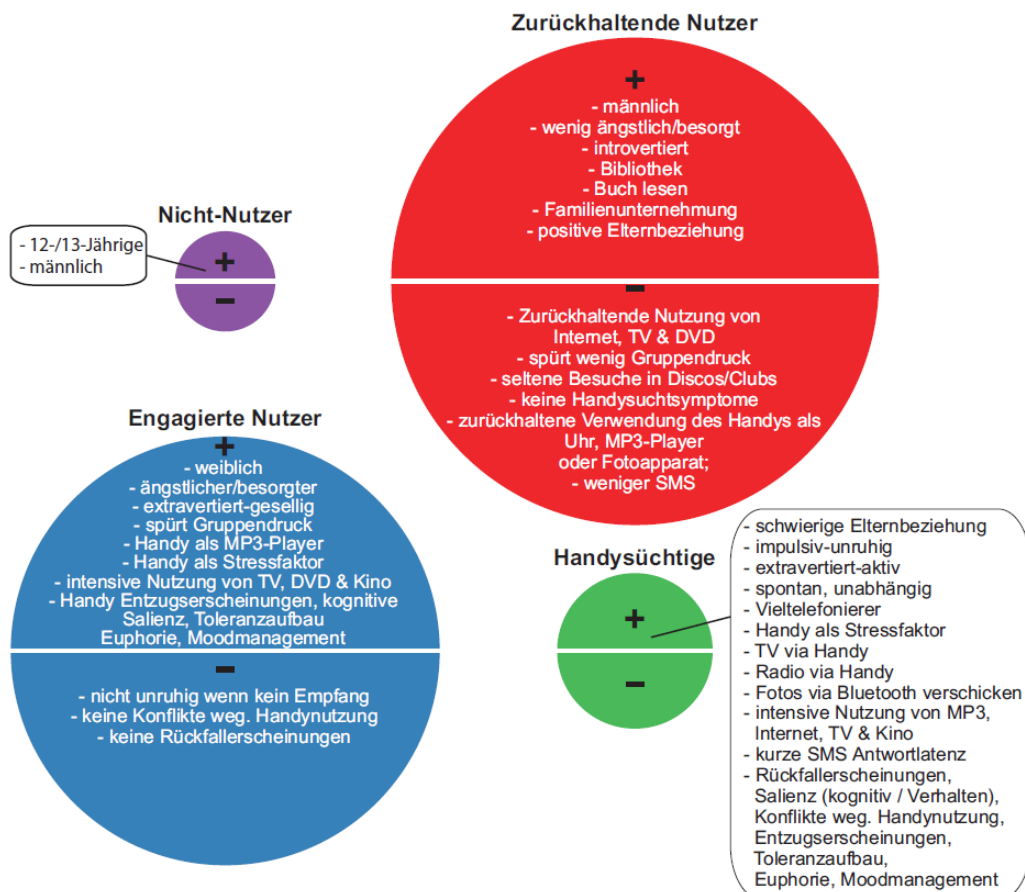 Zurückhaltende Nutzer
+
- männlich
- wenig ängstlich/besorgt
- introvertiert
- Bibliothek
- Buch lesen
- Familienunternehmung
- positive Elternbeziehung
–
- Zurückhaltende Nutzung von
Internet, TV & DVD
- spürt wenig Gruppendruck
- seltene Besuche in Discos/Clubs
- keine Handysuchtsymptome
- zurückhaltene Verwendung des Handys als
Uhr, MP3-Player
oder Fotoapparat;
- weniger SMS
Nicht-Nutzer
- 12-/13-Jährige
- männlich
+
–
Engagierte Nutzer
+
- weiblich
- ängstlicher/besorgter
- extravertiert-gesellig
- spürt Gruppendruck
- Handy als MP3-Player
- Handy als Stressfaktor
- intensive Nutzung von TV, DVD & Kino
- Handy Entzugserscheinungen, kognitive
Salienz, Toleranzaufbau
Euphorie, Moodmanagement
–
- nicht unruhig wenn kein Empfang
- keine Konflikte weg. Handynutzung
- keine Rückfallerscheinungen
Handysüchtige
+
–
- schwierige Elternbeziehung
- impulsiv-unruhig
- extravertiert-aktiv
- spontan, unabhängig
- Vieltelefonierer
- Handy als Stressfaktor
- TV via Handy
- Radio via Handy
- Fotos via Bluetooth verschicken
- intensive Nutzung von MP3,
Internet, TV & Kino
- kurze SMS Antwortlatenz
- Rückfallerscheinungen,
Salienz (kognitiv / Verhalten),
Konflikte weg. Handynutzung,
Entzugserscheinungen,
Toleranzaufbau,
Euphorie, Moodmanagement